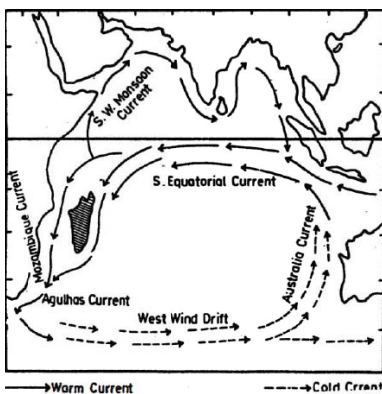 S.W. Monsoon Current
S. Equatorial Current
Mozambique Current
Australia Current
Agulhas Current
West Wind Drift
Warm Current
Cold Crrent